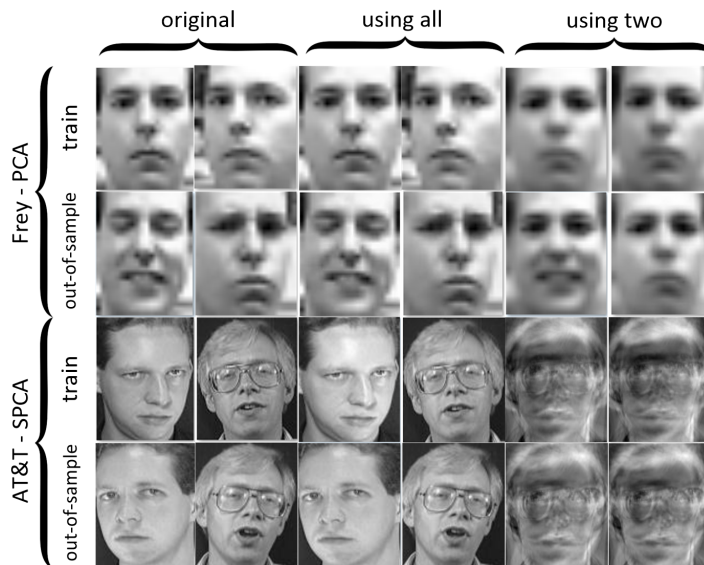 original
using all
using two
Frey - PCA
train
out-of-sample
AT&T - SPCA
train
out-of-sample